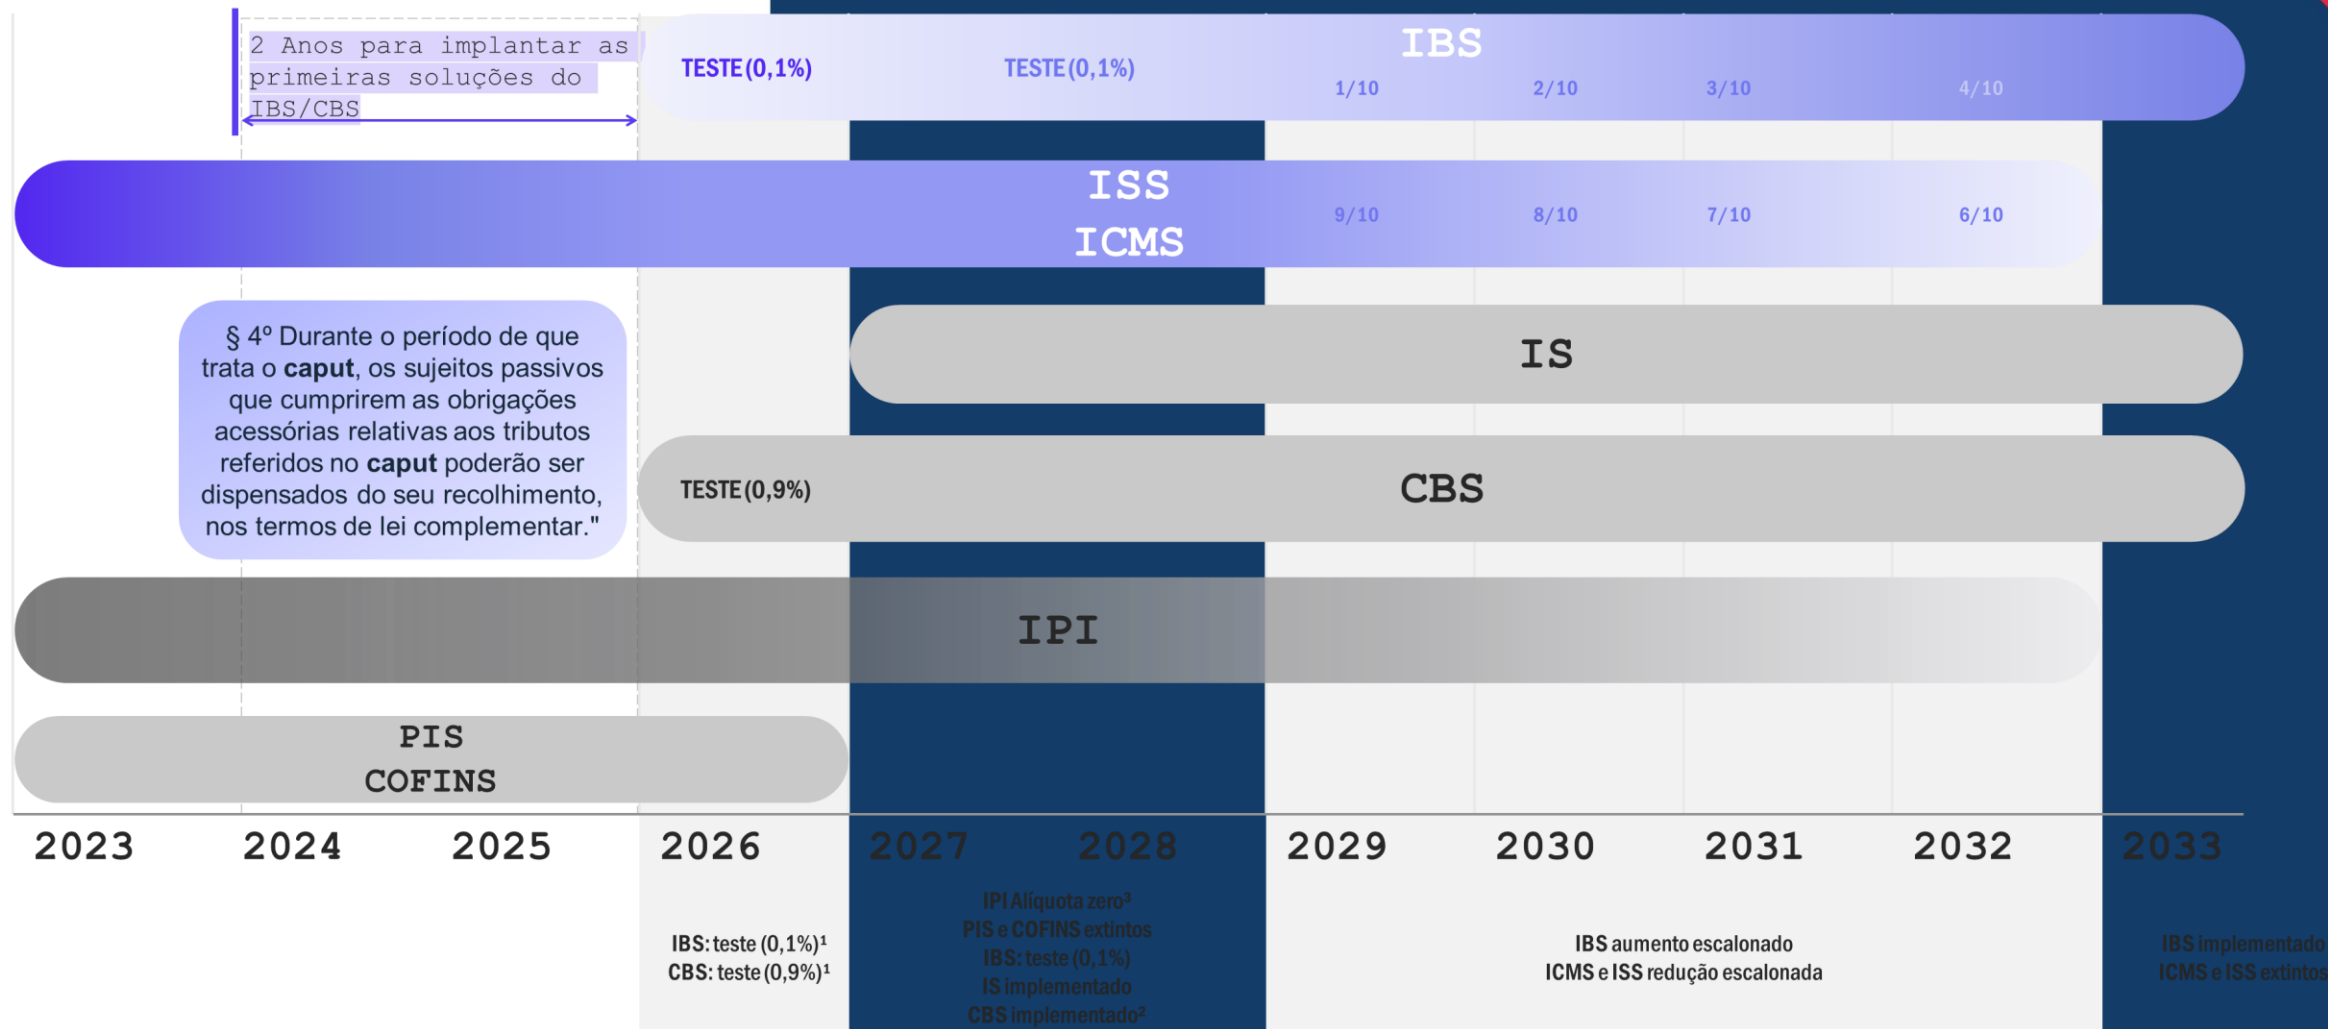 2 Anos para implantar as
primeiras soluções do
IBS/CBS
TESTE (0,1%)
TESTE (0,1%)
IBS
1/10
2/10
3/10
4/10
ISS
ICMS
9/10
8/10
7/10
6/10
§ 4º Durante o período de que
trata o caput, os sujeitos passivos
que cumprirem as obrigações
acessórias relativas aos tributos
referidos no caput poderão ser
dispensados do seu recolhimento,
nos termos de lei complementar."
IS
TESTE (0,9%)
CBS
IPI
PIS
COFINS
2023
2024
2025
2026
2027
2028
2029
2030
2031
2032
2033
IBS: teste (0,1%)¹
CBS: teste (0,9%)¹
IPI Alíquota zero³
PIS e COFINS extintos
IBS: teste (0,1%)
IS implementado
CBS implementado²
IBS aumento escalonado
ICMS e ISS redução escalonada
IBS implementado
ICMS e ISS extintos